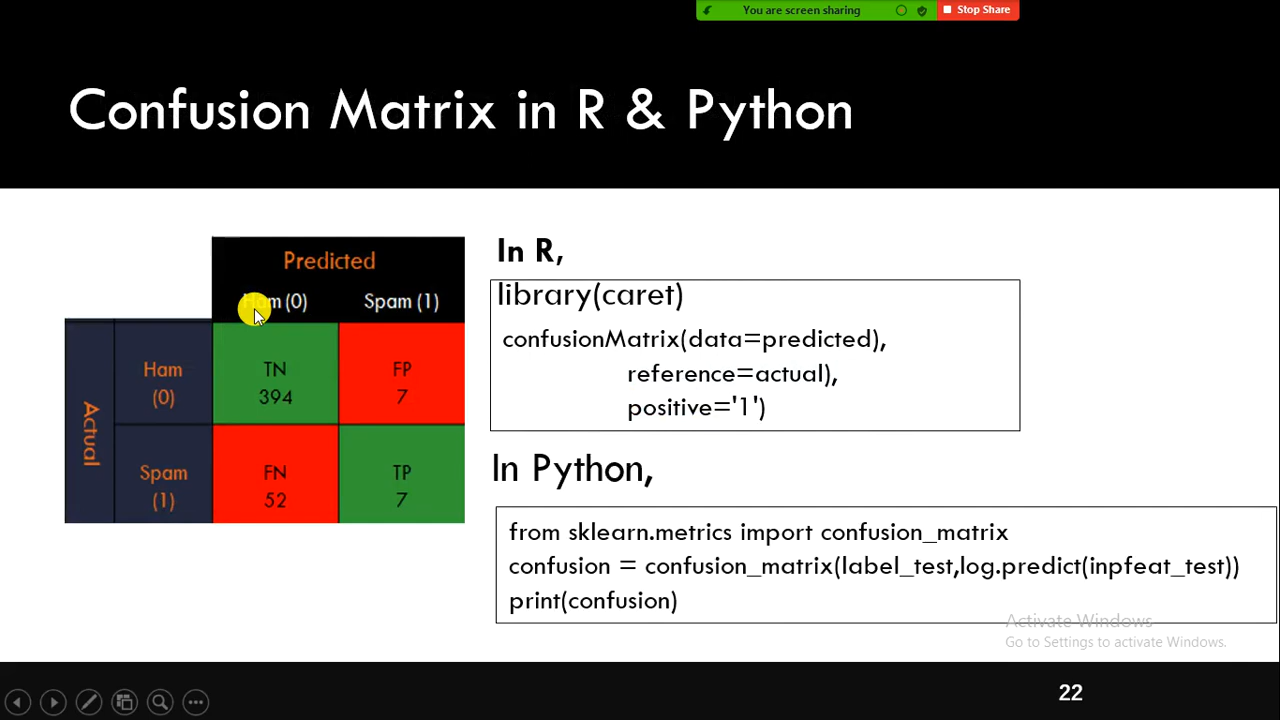 You are screen sharing
Stop Share
Confusion Matrix in R & Python
Predicted
(0) Spam (1)
Actual
Ham
(0)
TN
394
FP
7
Spam
(1)
FN
52
TP
7
In R,
library(caret)
confusionMatrix(data=predicted),
reference=actual),
positive='1')
In Python,
from sklearn.metrics import confusion_matrix
confusion = confusion_matrix(label_test,log.predict(inpfeat_test))
print(confusion)
Activate Windows
Go to Settings to activate Windows.
22